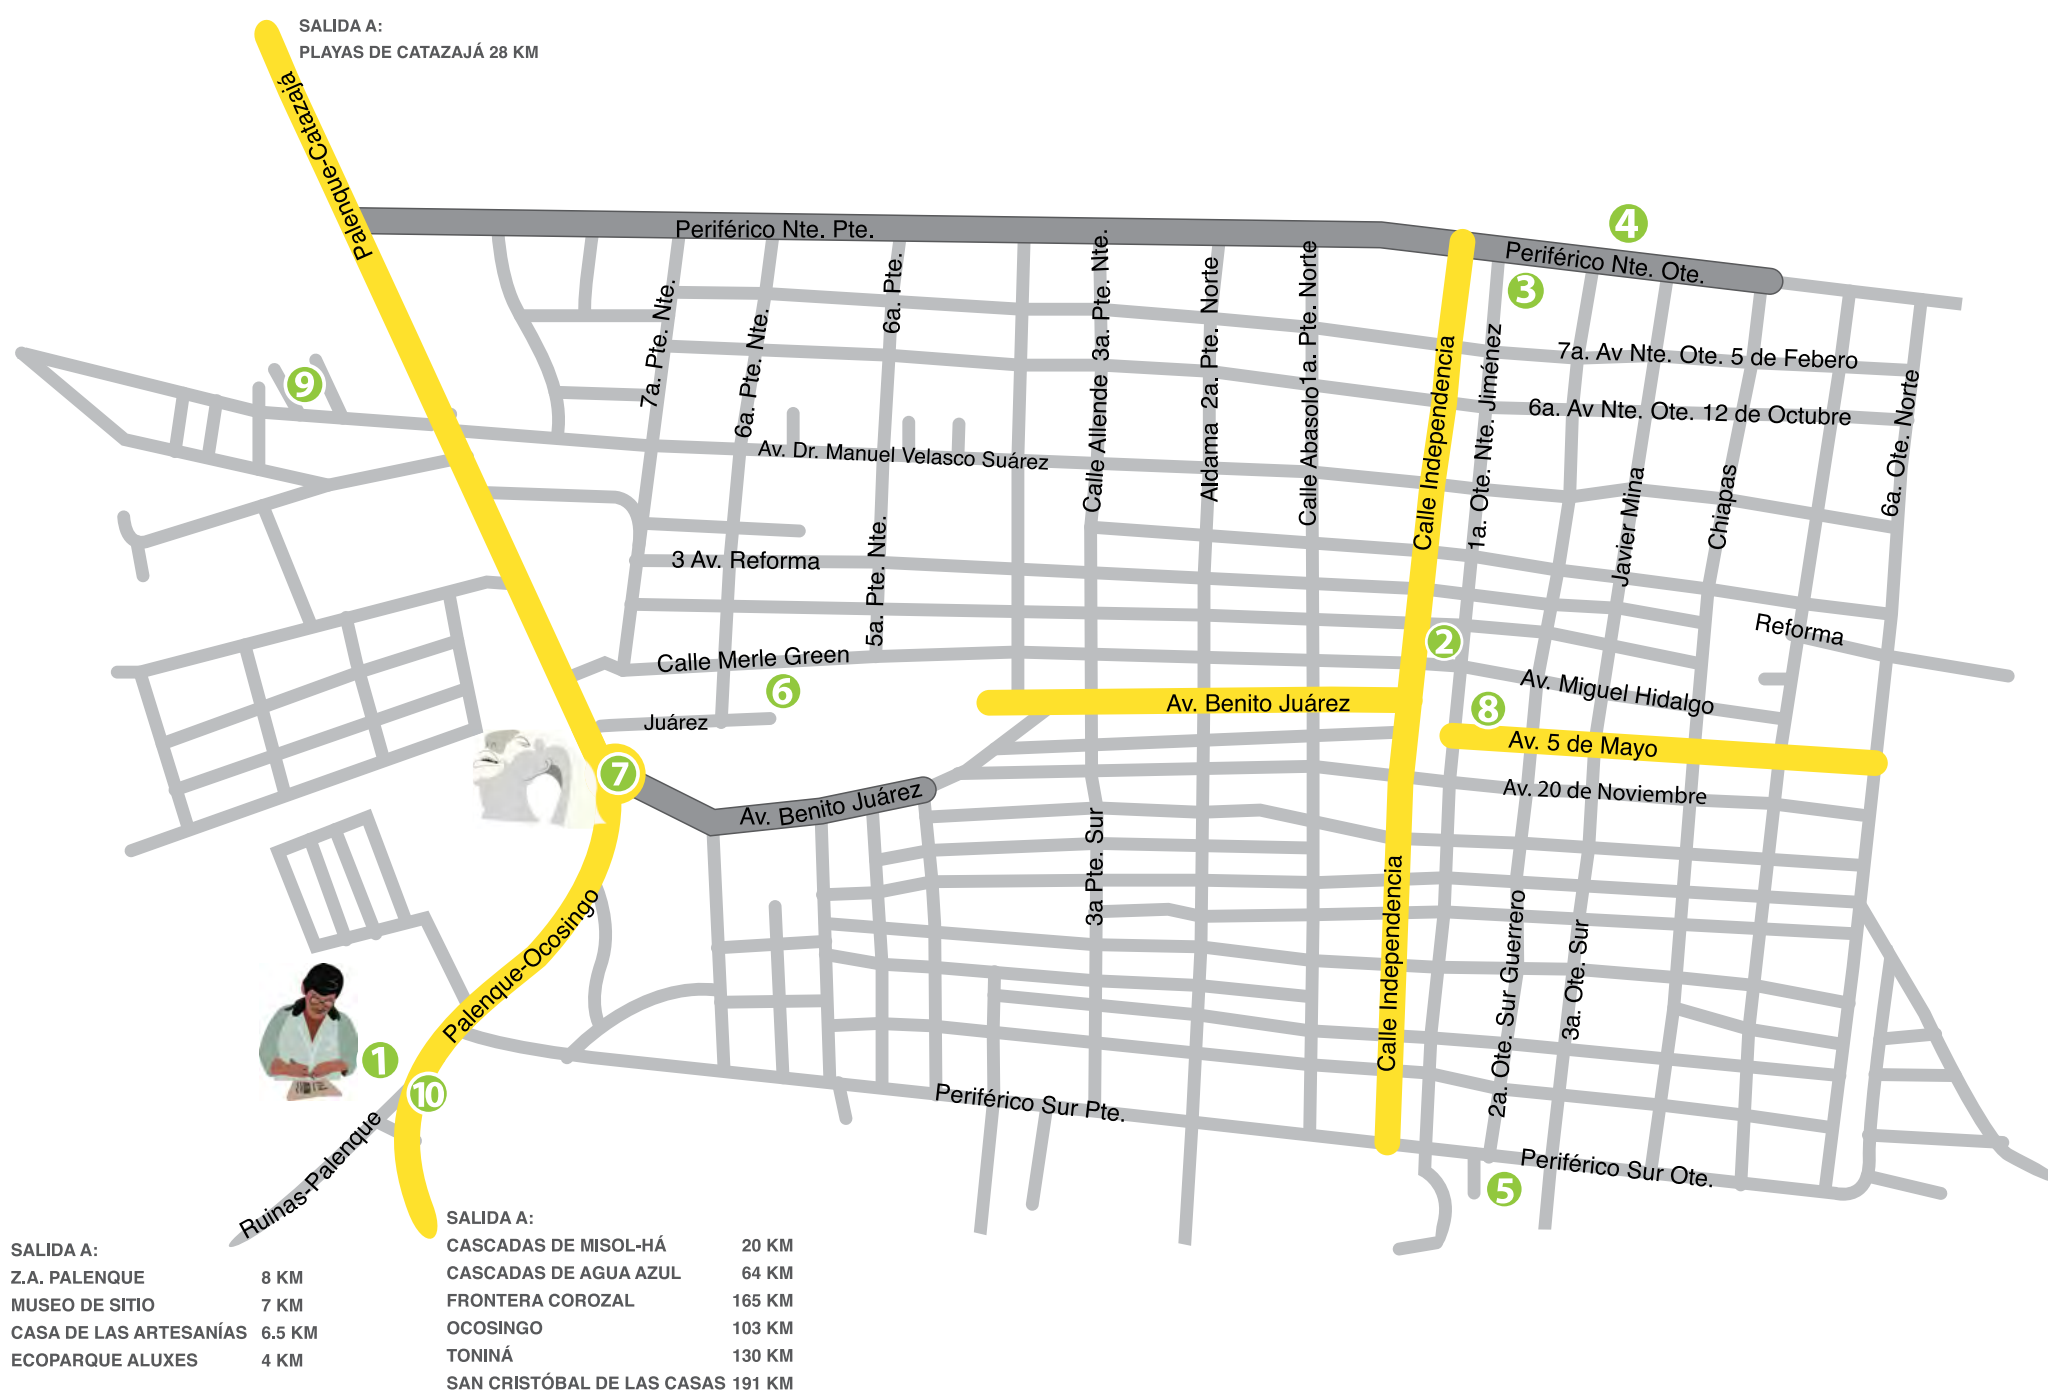 SALIDA A:
PLAYAS DE CATAZAJÁ 28 KM
Palenque-Catazajá
Periférico Nte. Pte.
4
Periférico Nte. Ote.
3
7a. Pte. Nte.
6a. Pte. Nte.
6a. Pte.
3a. Pte. Nte.
Calle Allende
2a. Pte. Norte
Aldama
1a. Pte. Norte
Calle Abasolo
Calle Independencia
1a. Ote. Nte. Jiménez
7a. Av Nte. Ote. 5 de Febero
6a. Av Nte. Ote. 12 de Octubre
6a. Ote. Norte
9
Av. Dr. Manuel Velasco Suárez
Javier Mina
Chiapas
3 Av. Reforma
5a. Pte. Nte.
Reforma
2
Calle Merle Green
6
Av. Miguel Hidalgo
Av. Benito Juárez
8
Juárez
Av. 5 de Mayo
7
Av. Benito Juárez
Av. 20 de Noviembre
3a Pte. Sur
Calle Independencia
2a. Ote. Sur Guerrero
3a. Ote. Sur
Palenque-Ocosingo
1
10
Periférico Sur Pte.
Periférico Sur Ote.
5
Ruinas-Palenque
SALIDA A:
Z.A. PALENQUE 8 KM
MUSEO DE SITIO 7 KM
CASA DE LAS ARTESANÍAS 6.5 KM
ECOPARQUE ALUXES 4 KM
SALIDA A:
CASCADAS DE MISOL-HÁ 20 KM
CASCADAS DE AGUA AZUL 64 KM
FRONTERA COROZAL 165 KM
OCOSINGO 103 KM
TONINÁ 130 KM
SAN CRISTÓBAL DE LAS CASAS 191 KM